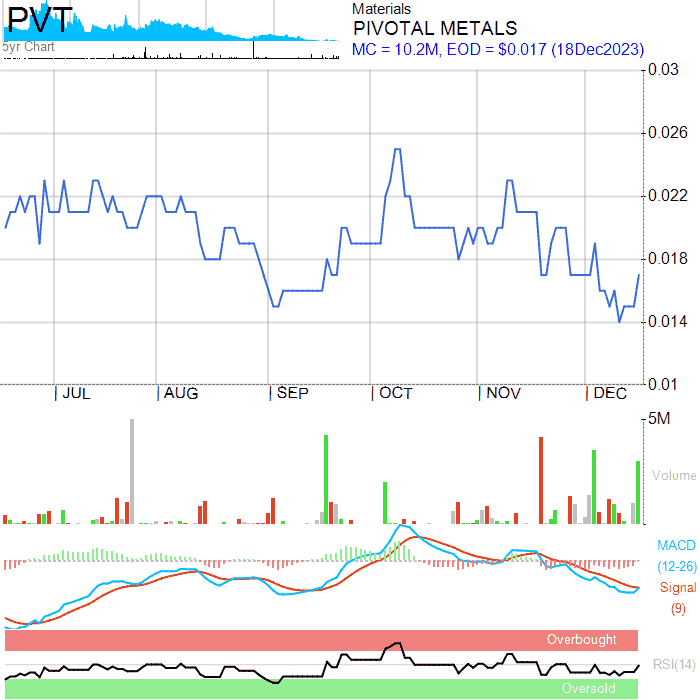 PVT
5yr Chart
Materials
PIVOTAL METALS
MC = 10.2M, EOD = $0.017 (18Dec2023)
0.03
0.026
0.022
0.018
0.014
0.01
JUL AUG SEP OCT NOV DEC
5M
Volume
MACD
(12-26)
Signal
(9)
Overbought
RSI(14)
Oversold